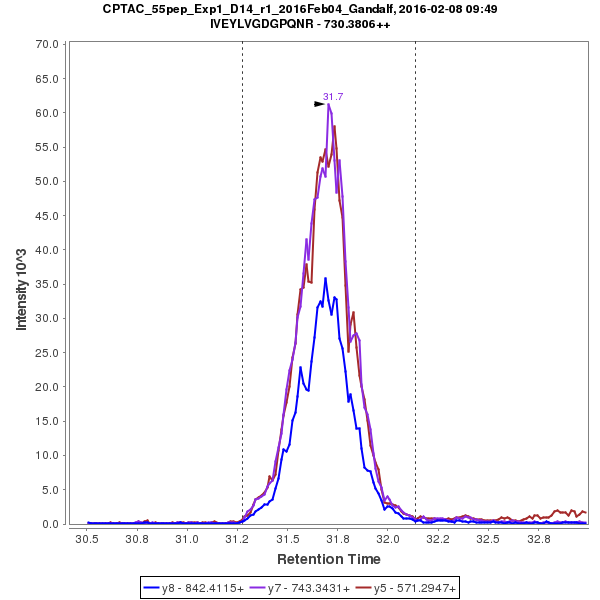 CPTAC_55pep_Exp1_D14_r1_2016Feb04_Gandalf, 2016-02-08 09:49
IVEYLVGDGPQNR - 730.3806++
70.0
65.0
60.0
55.0
50.0
45.0
40.0
35.0
30.0
25.0
20.0
15.0
10.0
5.0
0.0
Intensity 10^3
31.7
30.5 30.8 31.0 31.2 31.5 31.8 32.0 32.2 32.5 32.8
Retention Time
y8 - 842.4115+ y7 - 743.3431+ y5 - 571.2947+